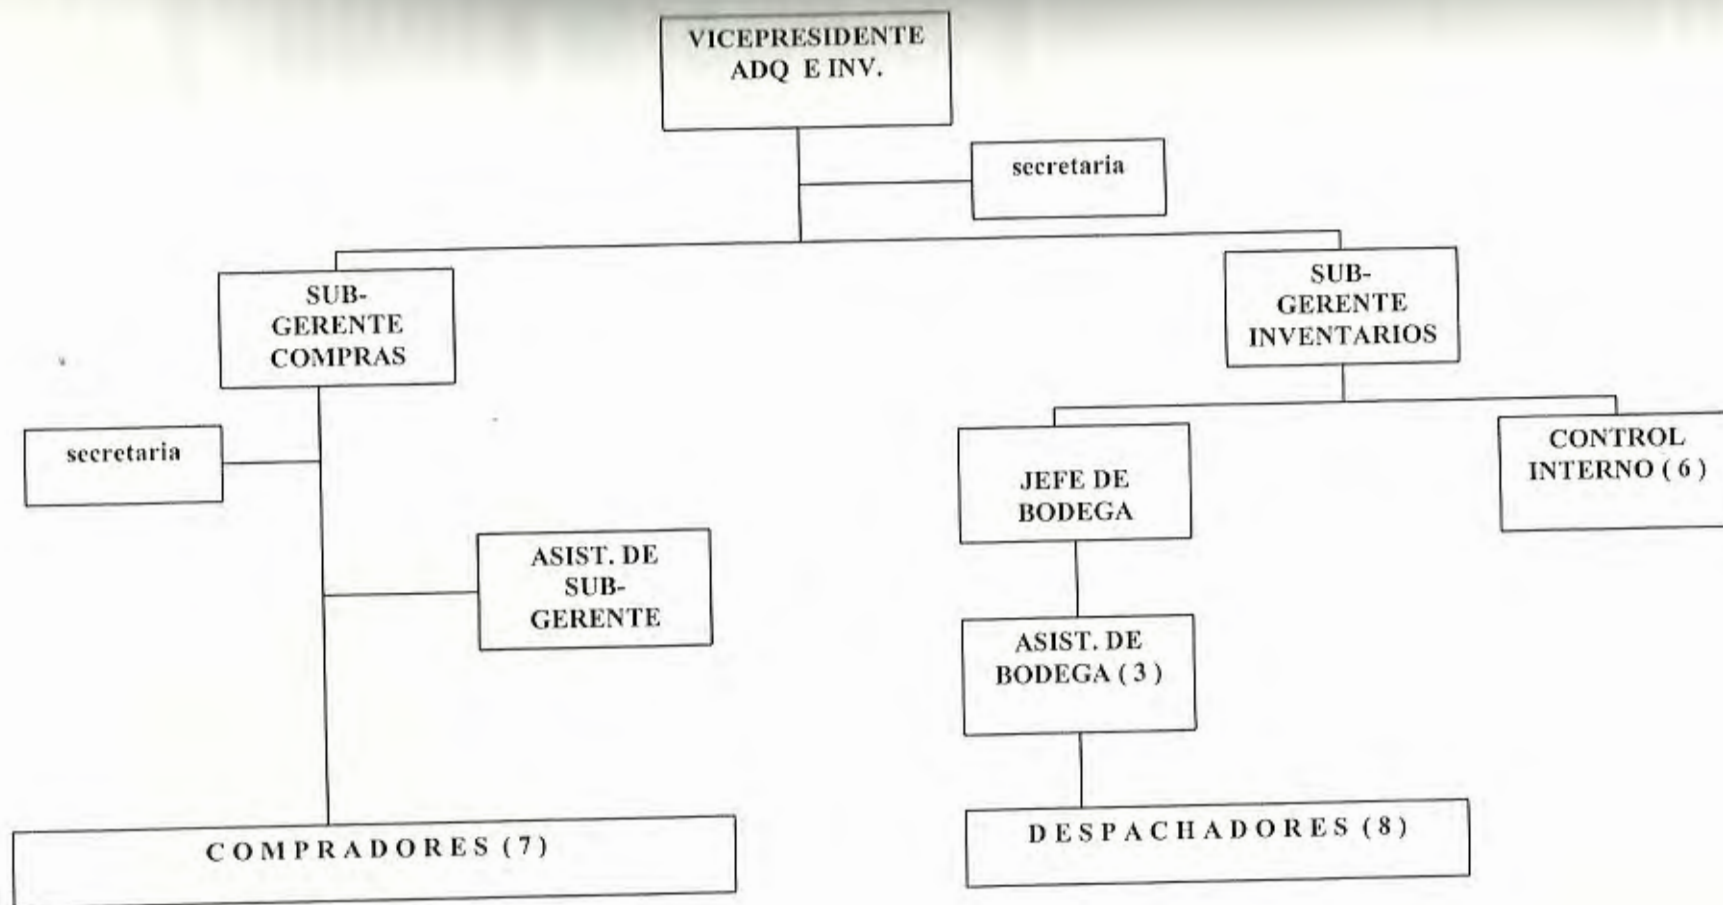 VICEPRESIDENTE
ADQ E INV.
secretaria
SUB-
GERENTE
COMPRAS
SUB-
GERENTE
INVENTARIOS
secretaria
JEFE DE
BODEGA
CONTROL
INTERNO ( 6 )
ASIST. DE
SUB-
GERENTE
ASIST. DE
BODEGA ( 3 )
COMPRADORES ( 7 )
DESPACHADORES ( 8 )